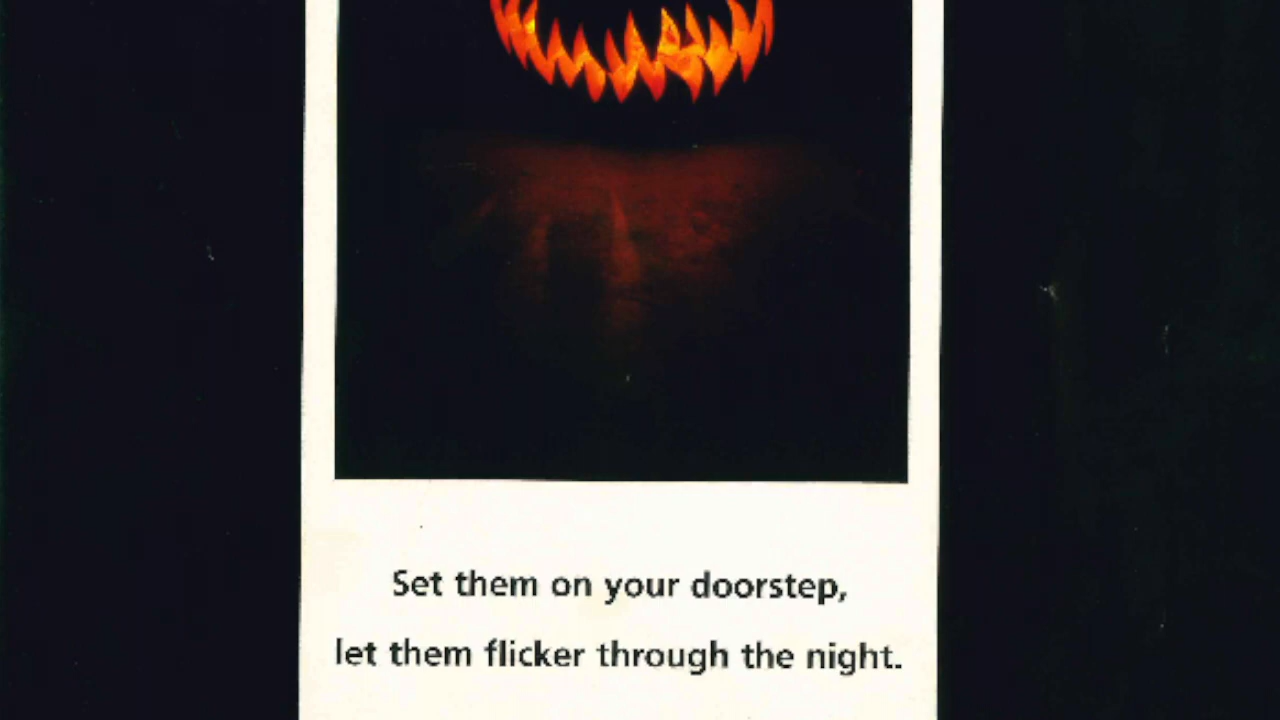 Set them on your doorstep,
let them flicker through the night.